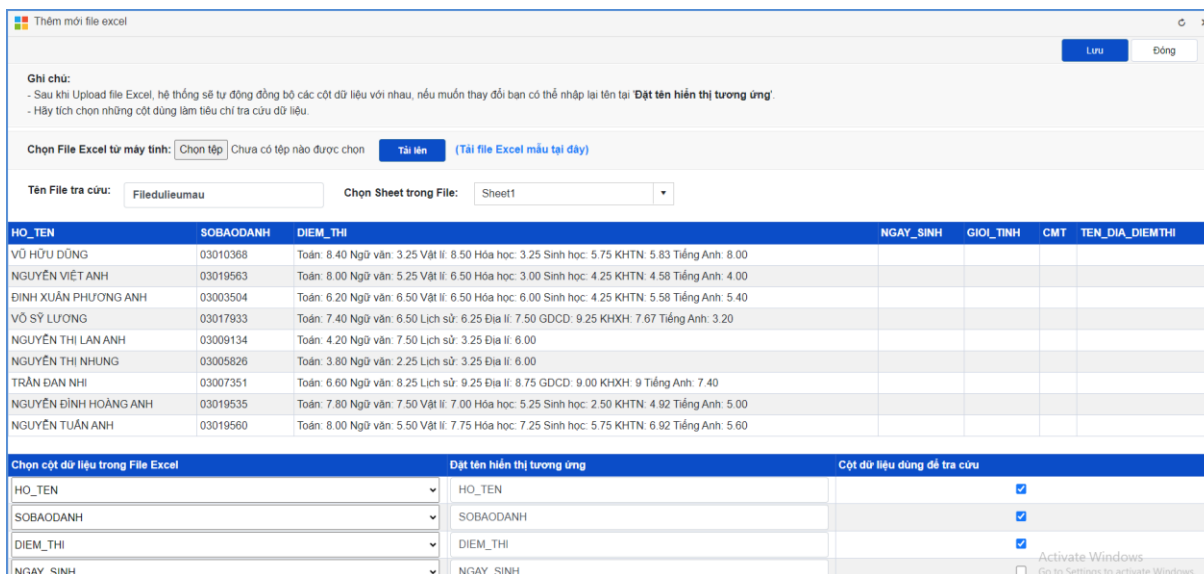 Thêm mới file excel
Lưu Đóng
Ghi chú:
- Sau khi Upload file Excel, hệ thống sẽ tự động đồng bộ các cột dữ liệu với nhau, nếu muốn thay đổi bạn có thể nhập lại tên tại 'Đặt tên hiển thị tương ứng'.
- Hãy tích chọn những cột dùng làm tiêu chí tra cứu dữ liệu.
Chọn File Excel từ máy tính: Chọn tệp Chưa có tệp nào được chọn Tải lên (Tải file Excel mẫu tại đây)
Tên File tra cứu: Filedulieumau Chọn Sheet trong File: Sheet1
HO_TEN SOBAODANH DIEM_THI NGAY_SINH GIOI_TINH CMT TEN_DIA_DIEMTHI
VŨ HỮU DŨNG 03010368 Toán: 8.40 Ngữ văn: 3.25 Vật lí: 8.50 Hóa học: 3.25 Sinh học: 5.75 KHTN: 5.83 Tiếng Anh: 8.00
NGUYỄN VIỆT ANH 03019563 Toán: 8.00 Ngữ văn: 5.25 Vật lí: 6.50 Hóa học: 3.00 Sinh học: 4.25 KHTN: 4.58 Tiếng Anh: 4.00
ĐINH XUÂN PHƯƠNG ANH 03003504 Toán: 6.20 Ngữ văn: 6.50 Vật lí: 6.50 Hóa học: 6.00 Sinh học: 4.25 KHTN: 5.58 Tiếng Anh: 5.40
VÕ SỸ LƯƠNG 03017933 Toán: 7.40 Ngữ văn: 6.50 Lịch sử: 6.25 Địa lí: 7.50 GDCD: 9.25 KHXH: 7.67 Tiếng Anh: 3.20
NGUYỄN THỊ LAN ANH 03009134 Toán: 4.20 Ngữ văn: 7.50 Lịch sử: 3.25 Địa lí: 6.00
NGUYỄN THỊ NHUNG 03005826 Toán: 3.80 Ngữ văn: 2.25 Lịch sử: 3.25 Địa lí: 6.00
TRẦN ĐAN NHI 03007351 Toán: 6.60 Ngữ văn: 8.25 Lịch sử: 9.25 Địa lí: 8.75 GDCD: 9.00 KHXH: 9 Tiếng Anh: 7.40
NGUYỄN ĐÌNH HOÀNG ANH 03019535 Toán: 7.80 Ngữ văn: 7.50 Vật lí: 7.00 Hóa học: 5.25 Sinh học: 2.50 KHTN: 4.92 Tiếng Anh: 5.00
NGUYỄN TUẤN ANH 03019560 Toán: 8.00 Ngữ văn: 5.50 Vật lí: 7.75 Hóa học: 7.25 Sinh học: 5.75 KHTN: 6.92 Tiếng Anh: 5.60
Chọn cột dữ liệu trong File Excel Đặt tên hiển thị tương ứng Cột dữ liệu dùng để tra cứu
HO_TEN HO_TEN
SOBAODANH SOBAODANH
DIEM_THI DIEM_THI
Activate Windows
NGAY_SINH NGAY_SINH Go to Settings to activate Windows